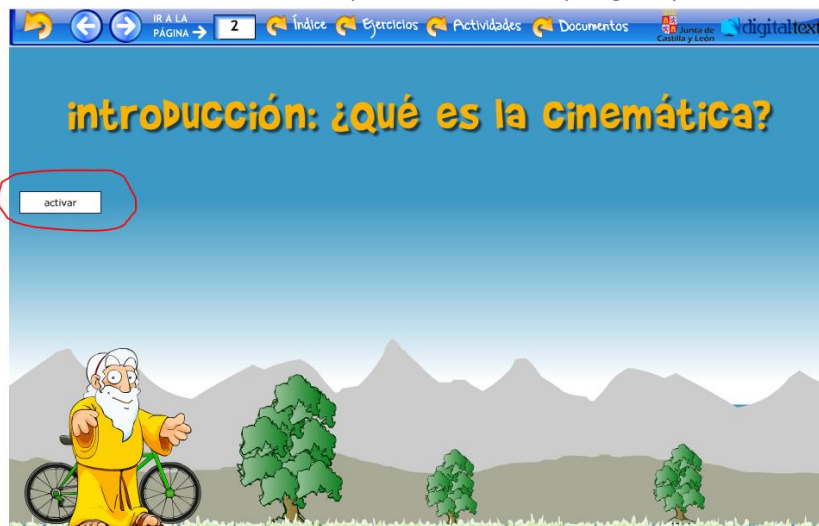 IR A LA
PÁGINA → 2 Índice Ejercicios Actividades Documentos Junta de
Castilla y León digitaltext
introducción: ¿Qué es la cinemática?
activar